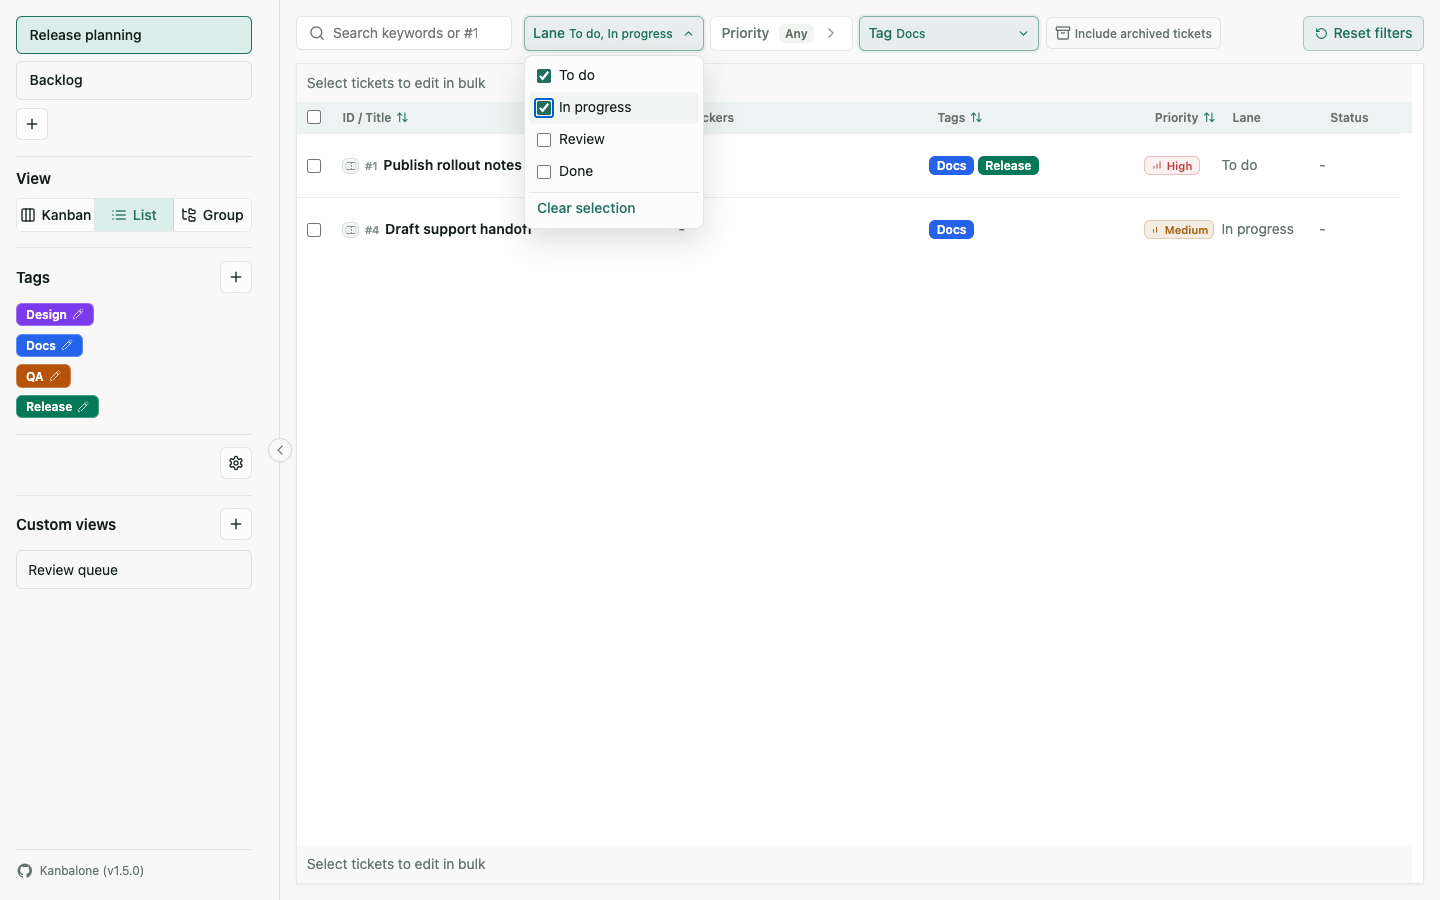 Release planning
Backlog
View
Kanban
List
Group
Tags
Design
Docs
QA
Release
Custom views
Review queue
Kanbalone (v1.5.0)
Search keywords or #1
Lane To do, In progress
Priority Any
Tag Docs
Include archived tickets
Reset filters
To do
In progress
Review
Done
Clear selection
Select tickets to edit in bulk
ID / Title
Tags
Priority
Lane
Status
#1 Publish rollout notes
Docs Release
High
To do
-
#4 Draft support handoff
-
Docs
Medium
In progress
-
Select tickets to edit in bulk